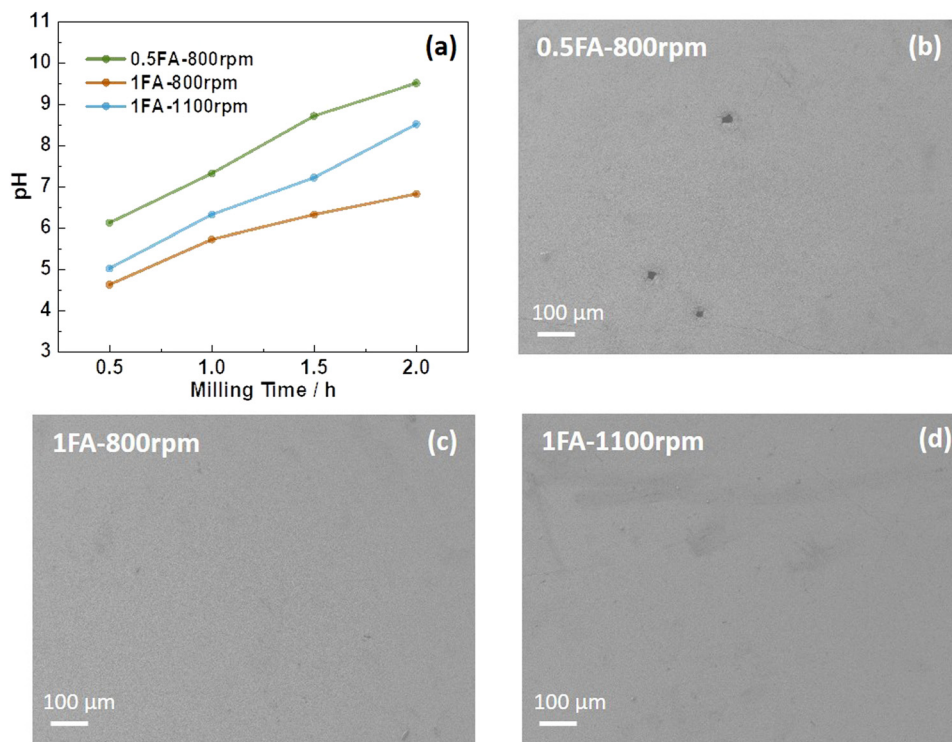 (a)
11
10
9
8
7
6
5
4
3
pH
0.5FA-800rpm
1FA-800rpm
1FA-1100rpm
0.5
1.0
1.5
2.0
Milling Time / h
0.5FA-800rpm
(b)
100 μm
1FA-800rpm
(c)
100 μm
1FA-1100rpm
(d)
100 μm